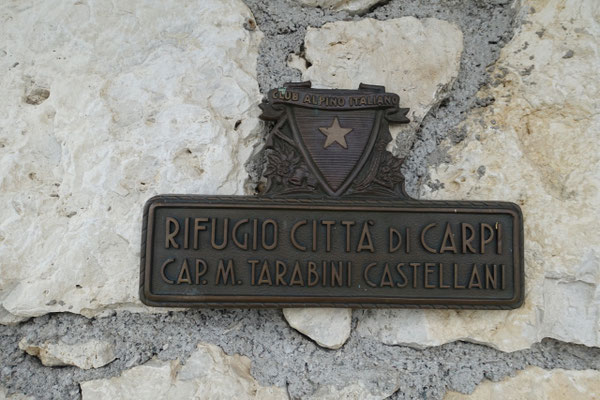 CLUB ALPINO ITALIANO
RIFUGIO CITTÀ DI CARPI
CAP. M. TARABINI CASTELLANI